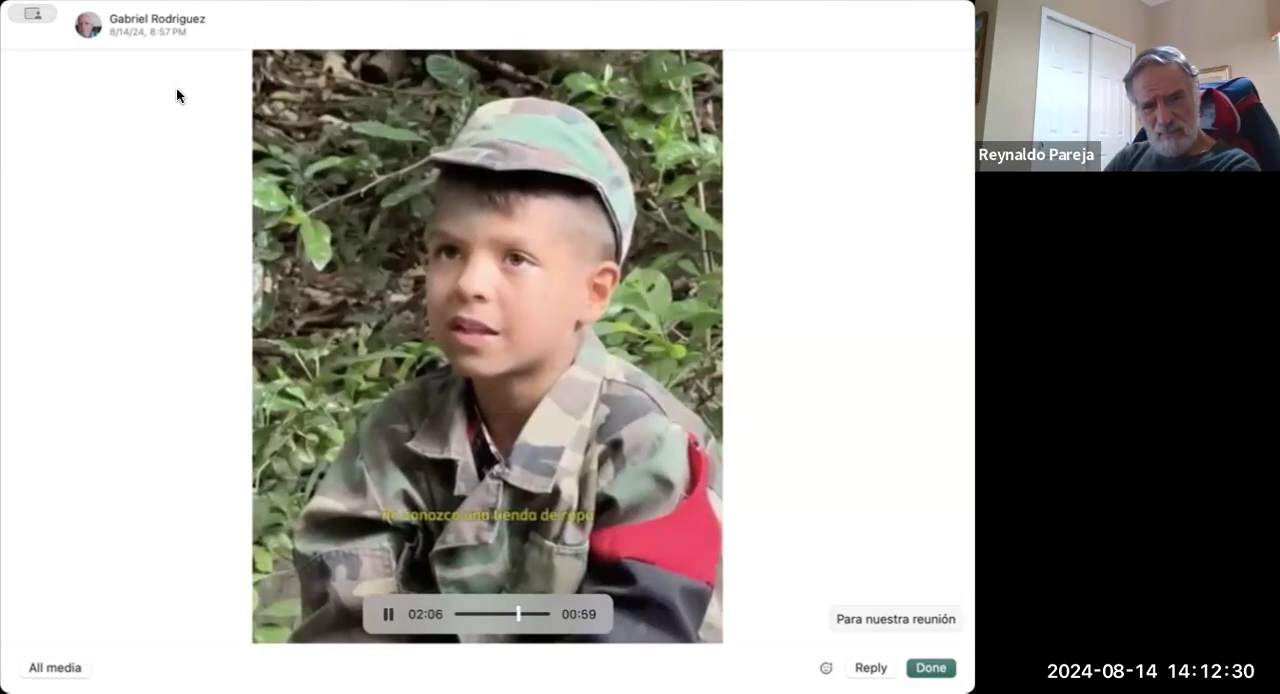 Gabriel Rodriguez
8/14/24, 8:57 PM
Reynaldo Pareja
No conozco una tienda de ropa
02:06
00:59
Para nuestra reunión
All media
Reply
Done
2024-08-14 14:12:30